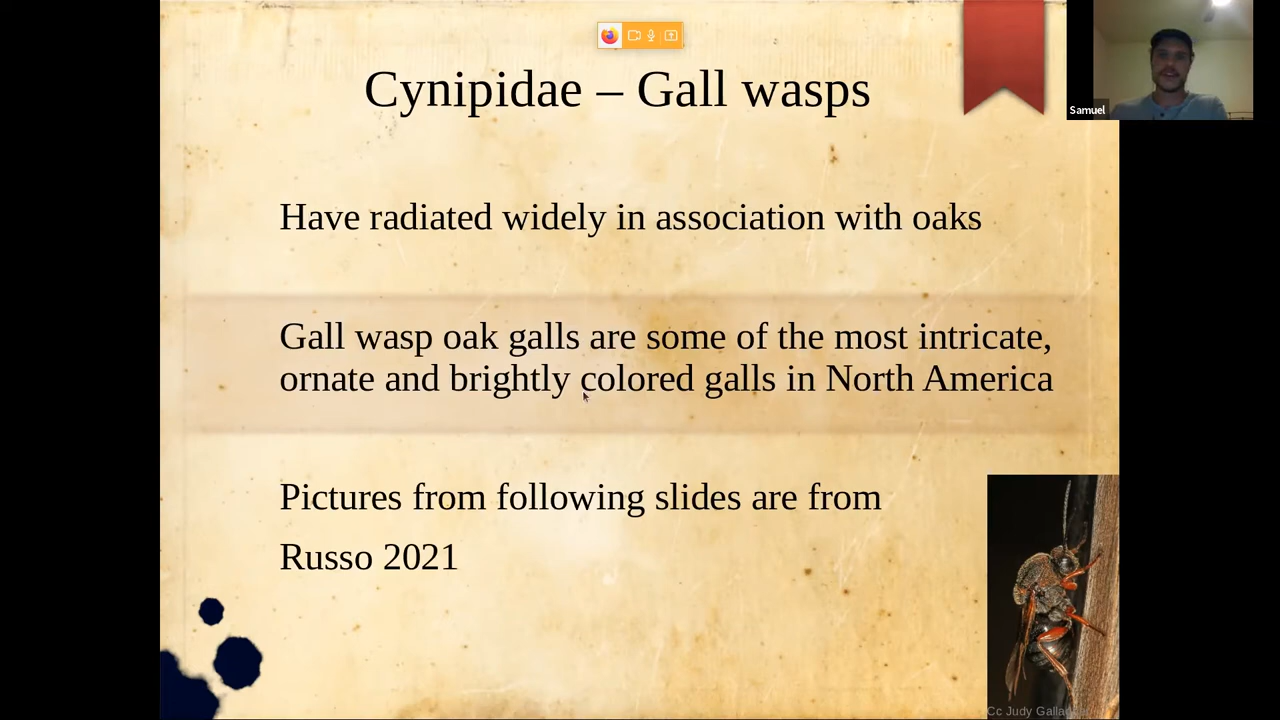 Cynipidae – Gall wasps
Samuel
Have radiated widely in association with oaks
Gall wasp oak galls are some of the most intricate,
ornate and brightly colored galls in North America
Pictures from following slides are from
Russo 2021
Cc Judy